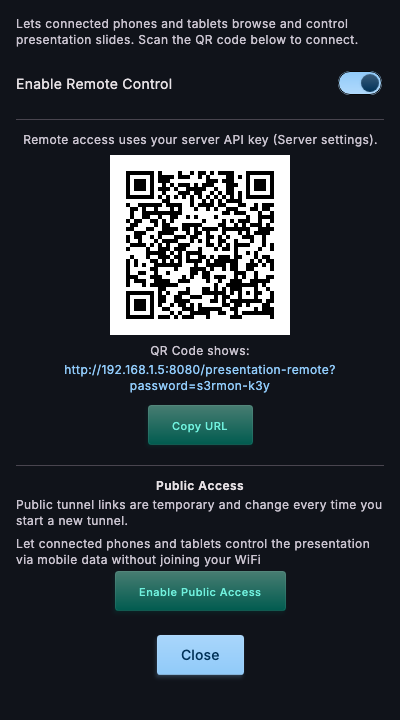 Lets connected phones and tablets browse and control
presentation slides. Scan the QR code below to connect.
Enable Remote Control
Remote access uses your server API key (Server settings).
QR Code shows:
http://192.168.1.5:8080/presentation-remote?
password=s3rmon-k3y
Copy URL
Public Access
Public tunnel links are temporary and change every time you
start a new tunnel.
Let connected phones and tablets control the presentation
via mobile data without joining your WiFi
Enable Public Access
Close